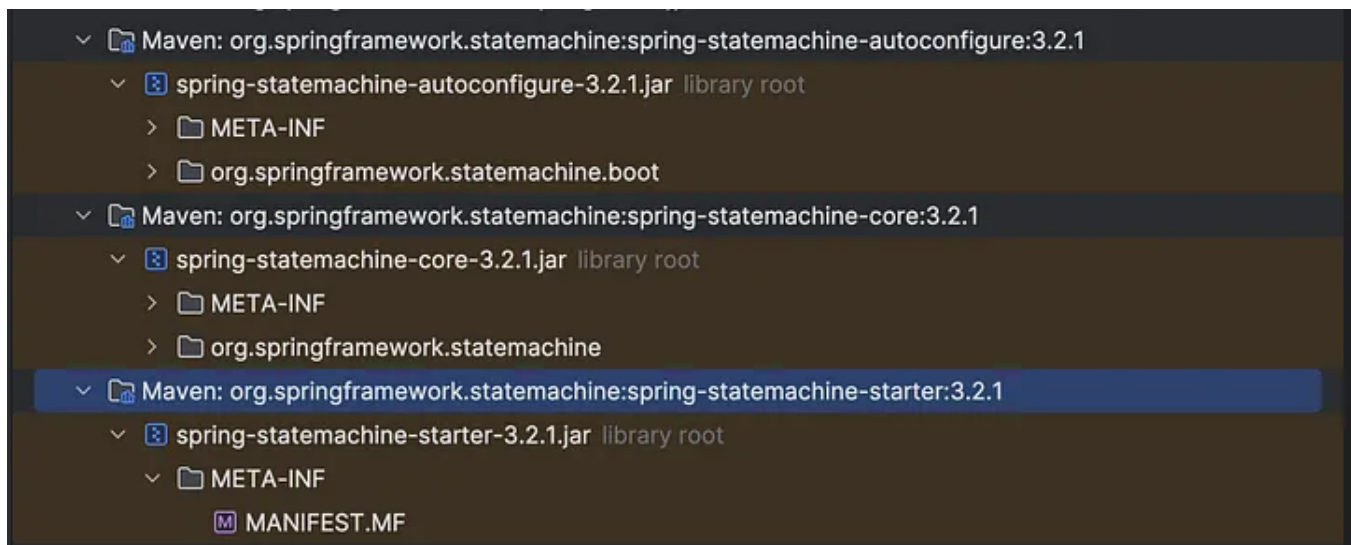 Maven: org.springframework.statemachine:spring-statemachine-autoconfigure:3.2.1
spring-statemachine-autoconfigure-3.2.1.jar library root
META-INF
org.springframework.statemachine.boot
Maven: org.springframework.statemachine:spring-statemachine-core:3.2.1
spring-statemachine-core-3.2.1.jar library root
META-INF
org.springframework.statemachine
Maven: org.springframework.statemachine:spring-statemachine-starter:3.2.1
spring-statemachine-starter-3.2.1.jar library root
META-INF
MANIFEST.MF